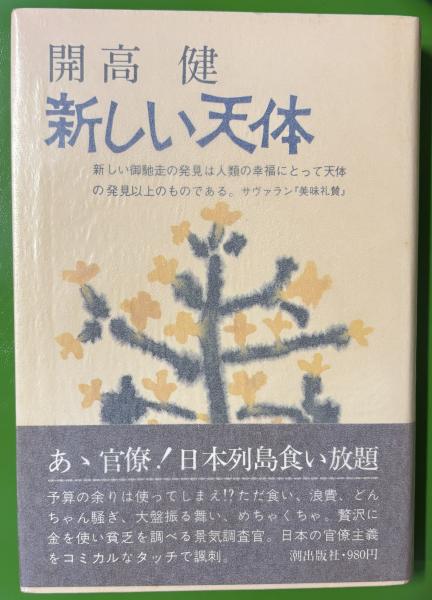 開高 健
新しい天体
新しい御馳走の発見は人類の幸福にとって天体
の発見以上のものである。サヴァラン『美味礼賛』
あゝ官僚!日本列島食い放題
予算の余りは使ってしまえ!?ただ食い、浪費、どん
ちゃん騒ぎ、大盤振る舞い、めちゃくちゃ。贅沢に
金を使い貧乏を調べる景気調査官。日本の官僚主義
をコミカルなタッチで諷刺。 潮出版社・980円